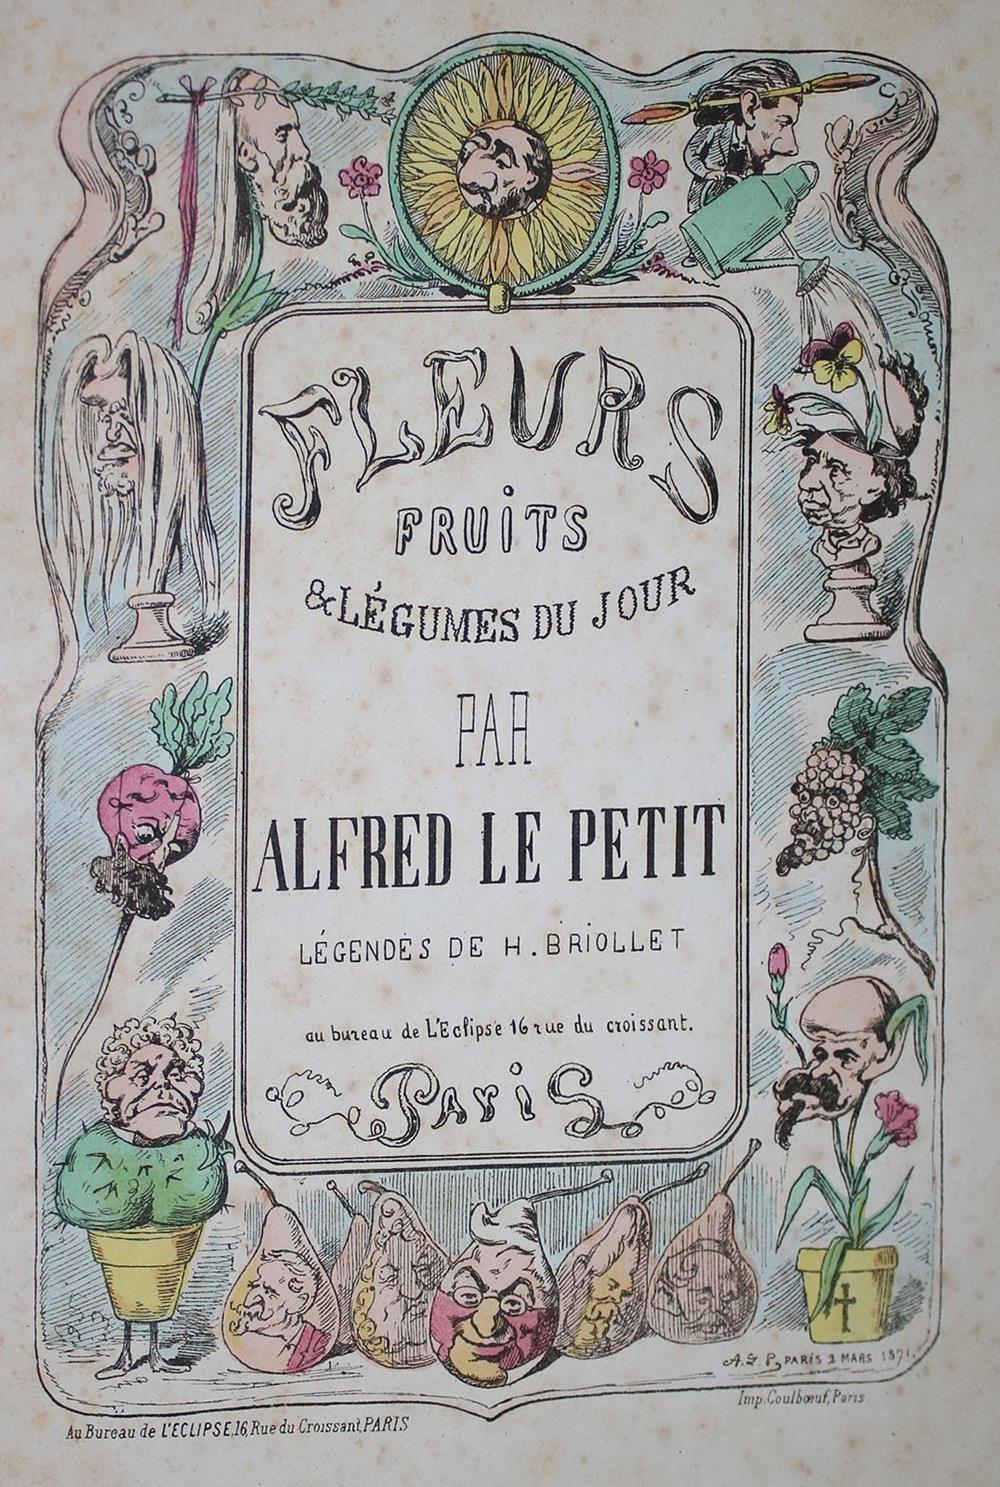 FLEURS
FRUiTS
& LÉGUMES DU JOUR
PAR
ALFRED LE PETIT
LÉGENDES DE H. BRIOLLET
au bureau de L'Eclipse 16 rue du croissant.
PARiS
A. L. P, PARIS 2 MARS 1871.
Imp. Coulbœuf, Paris
Au Bureau de L'ECLIPSE, 16, Rue du Croissant, PARIS